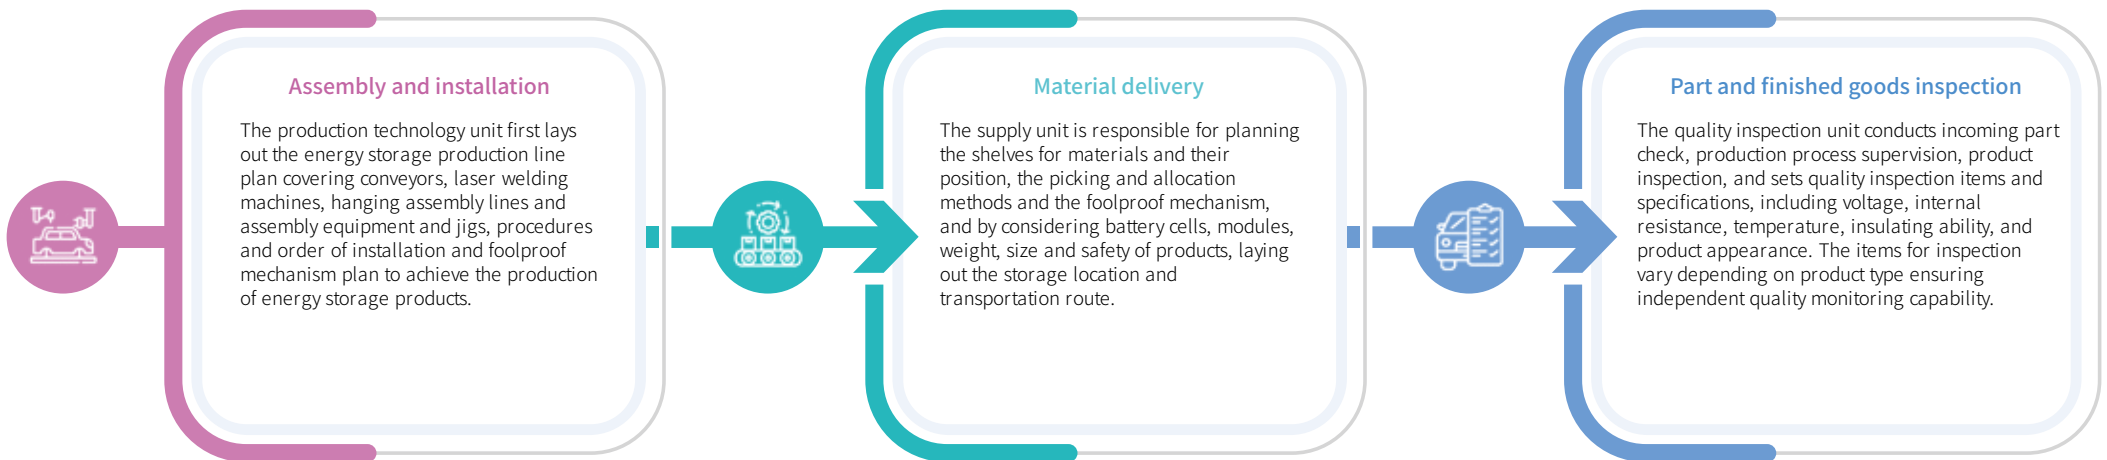 Assembly and installation
The production technology unit first lays
out the energy storage production line
plan covering conveyors, laser welding
machines, hanging assembly lines and
assembly equipment and jigs, procedures
and order of installation and foolproof
mechanism plan to achieve the production
of energy storage products.
Material delivery
The supply unit is responsible for planning
the shelves for materials and their
position, the picking and allocation
methods and the foolproof mechanism,
and by considering battery cells, modules,
weight, size and safety of products, laying
out the storage location and
transportation route.
Part and finished goods inspection
The quality inspection unit conducts incoming part
check, production process supervision, product
inspection, and sets quality inspection items and
specifications, including voltage, internal
resistance, temperature, insulating ability, and
product appearance. The items for inspection
vary depending on product type ensuring
independent quality monitoring capability.